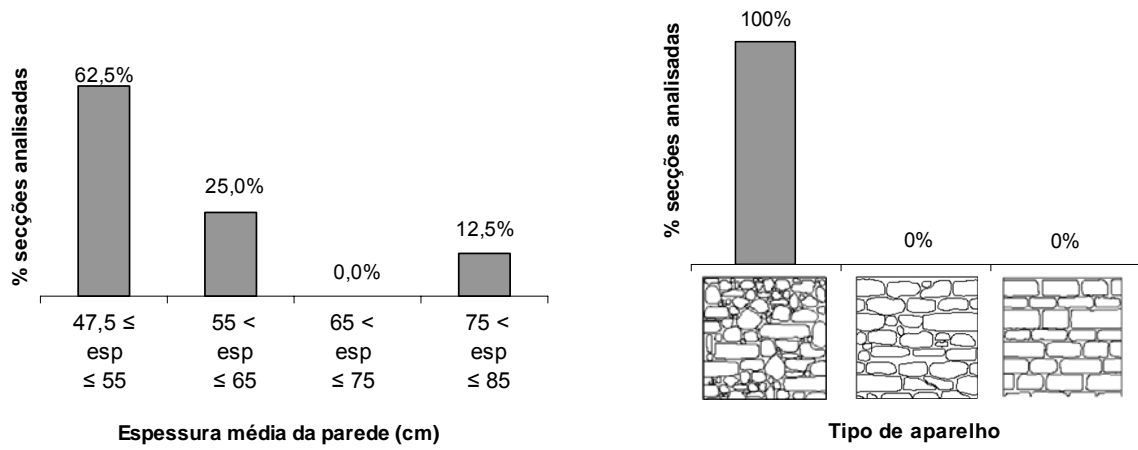 % secções analisadas
62,5%
25,0%
0,0%
12,5%
47,5 ≤
esp
≤ 55
55 <
esp
≤ 65
65 <
esp
≤ 75
75 <
esp
≤ 85
Espessura média da parede (cm)
% secções analisadas
100%
0%
0%
Tipo de aparelho